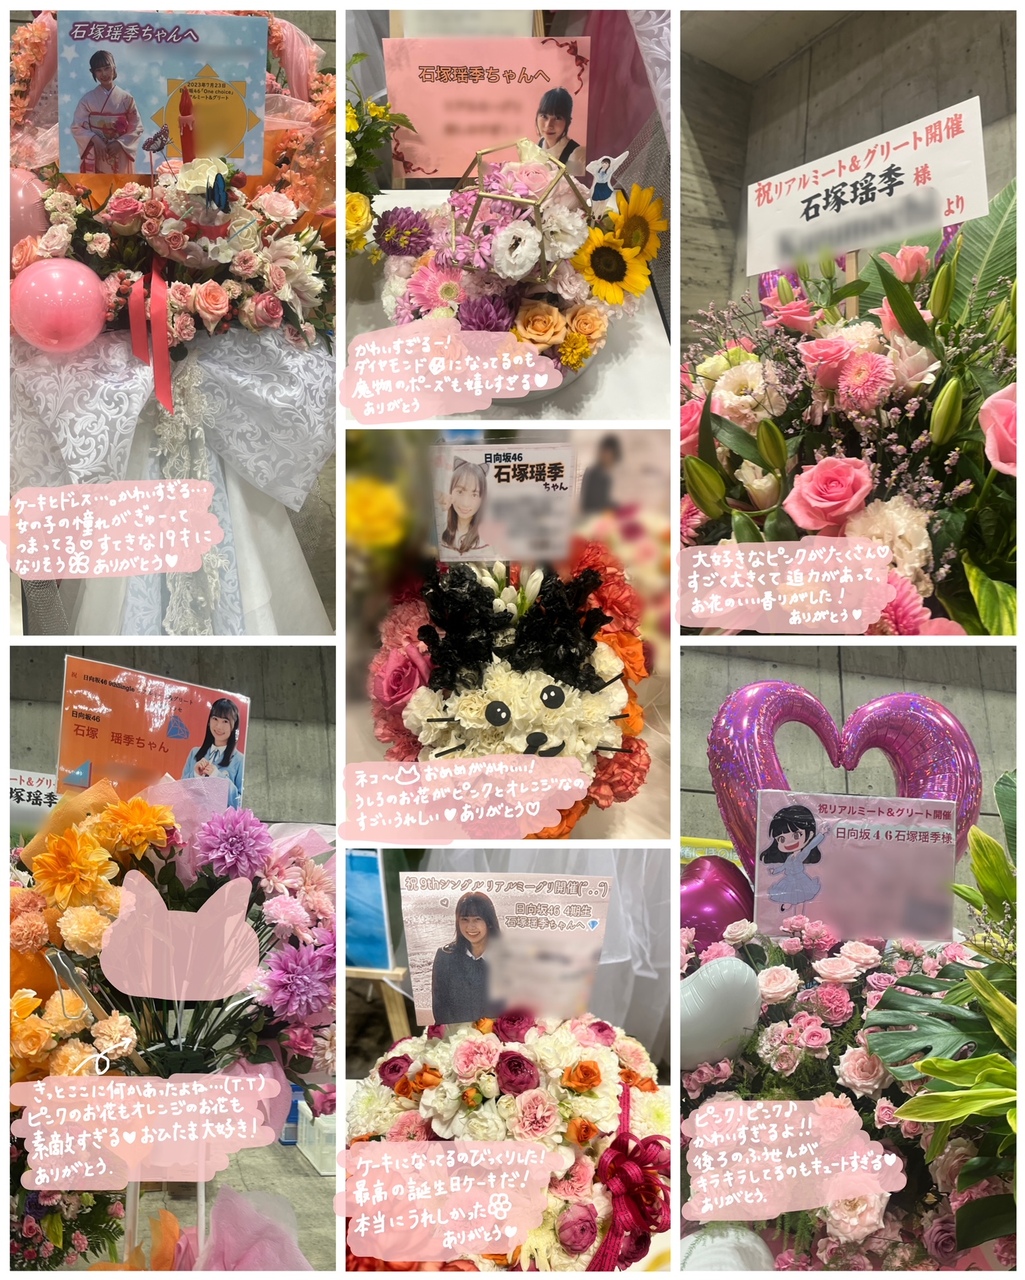 石塚瑶季ちゃんへ
2023年7月23日
ケーキとドレス…。かわいすぎる…
女の子の憧れがぎゅーって
つまってる♡すてきな19才に
なりそう ありがとう♥
石塚瑶季ちゃんへ
かわいすぎるー!
ダイヤモンド になってるのも
魔物のポーズも嬉しすぎる♥
ありがとう
祝リアルミート&グリート開催
石塚瑶季 様
より
大好きなピンクがたくさん♡
すごく大きくて迫力があって、
お花のいい香りがした!
ありがとう♥
日向坂46
石塚瑶季
ちゃん
ネコ〜 おめめがかわいい!
うしろのお花がピンクとオレンジなの
すごいうれしい♥ありがとう♡
日向坂46
石塚 瑶季ちゃん
きっとここに何かあったよね…(T.T)
ピンクのお花もオレンジのお花も
素敵すぎる♥おひたま大好き!
ありがとう。
祝 9thシングル リアルミーグリ開催
日向坂46 4期生
石塚瑶季ちゃんへ
ケーキになってるのびっくりした!
最高の誕生日ケーキだ!
本当にうれしかった
ありがとう♥
祝リアルミート&グリート開催
日向坂46石塚瑶季様
ピンク!ピンク♪
かわいすぎるよ!!
後ろのふうせんが
キラキラしてるのもキュートすぎる♥
ありがとう。